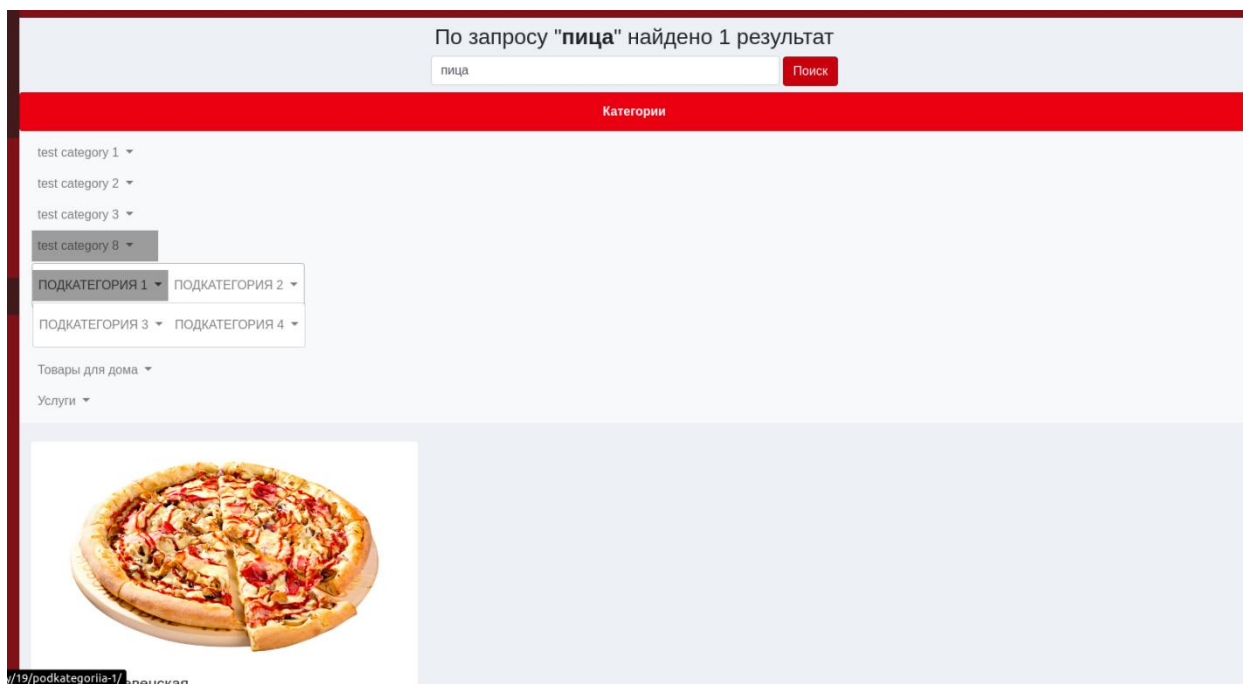 По запросу "пица" найдено 1 результат
пица Поиск
Категории
test category 1
test category 2
test category 3
test category 8
ПОДКАТЕГОРИЯ 1 ПОДКАТЕГОРИЯ 2
ПОДКАТЕГОРИЯ 3 ПОДКАТЕГОРИЯ 4
Товары для дома
Услуги
/19/podkategoriia-1/